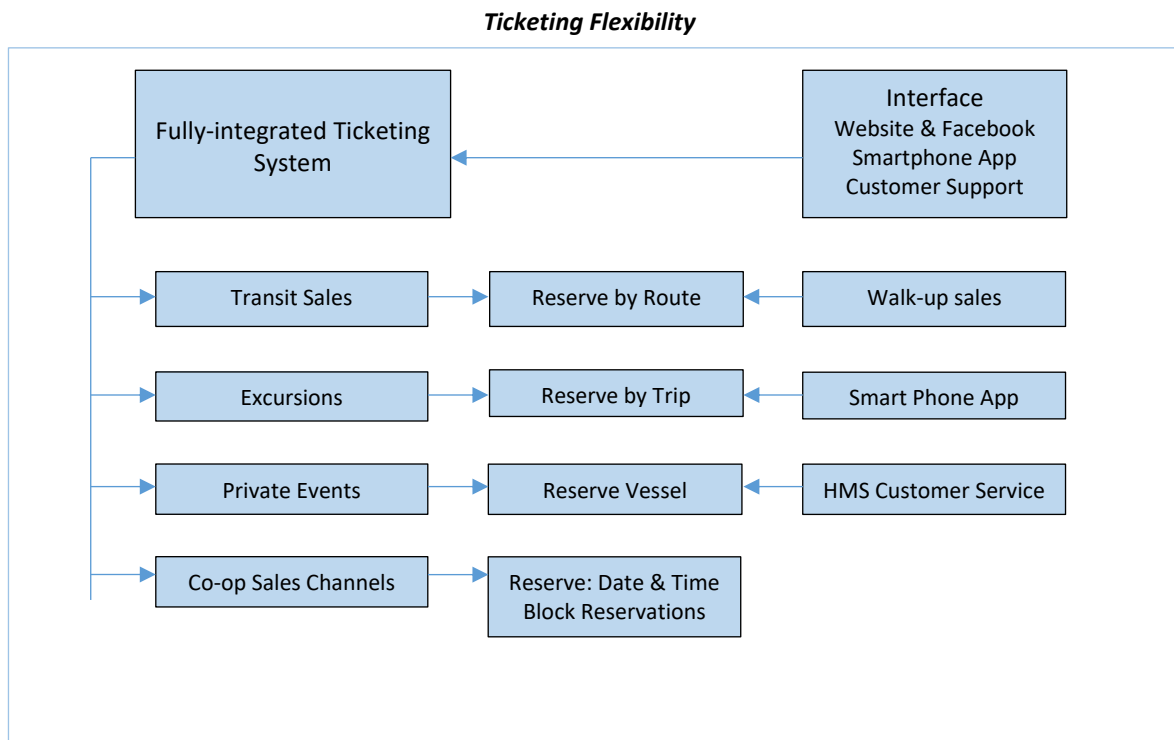 Ticketing Flexibility
Fully-integrated Ticketing
System
Interface
Website & Facebook
Smartphone App
Customer Support
Transit Sales
Reserve by Route
Walk-up sales
Excursions
Reserve by Trip
Smart Phone App
Private Events
Reserve Vessel
HMS Customer Service
Co-op Sales Channels
Reserve: Date & Time
Block Reservations